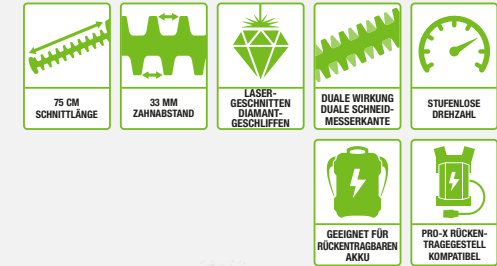 75 CM
SCHNITTLÄNGE
33 MM
ZAHNABSTAND
LASER-
GESCHNITTEN
DIAMANT-
GESCHLIFFEN
DUALE WIRKUNG
DUALE SCHNEID-
MESSERKANTE
STUFENLOSE
DREHZAHL
GEEIGNET FÜR
RÜCKENTRAGBAREN
AKKU
PRO-X RÜCKEN-
TRAGEGESTELL
KOMPATIBEL